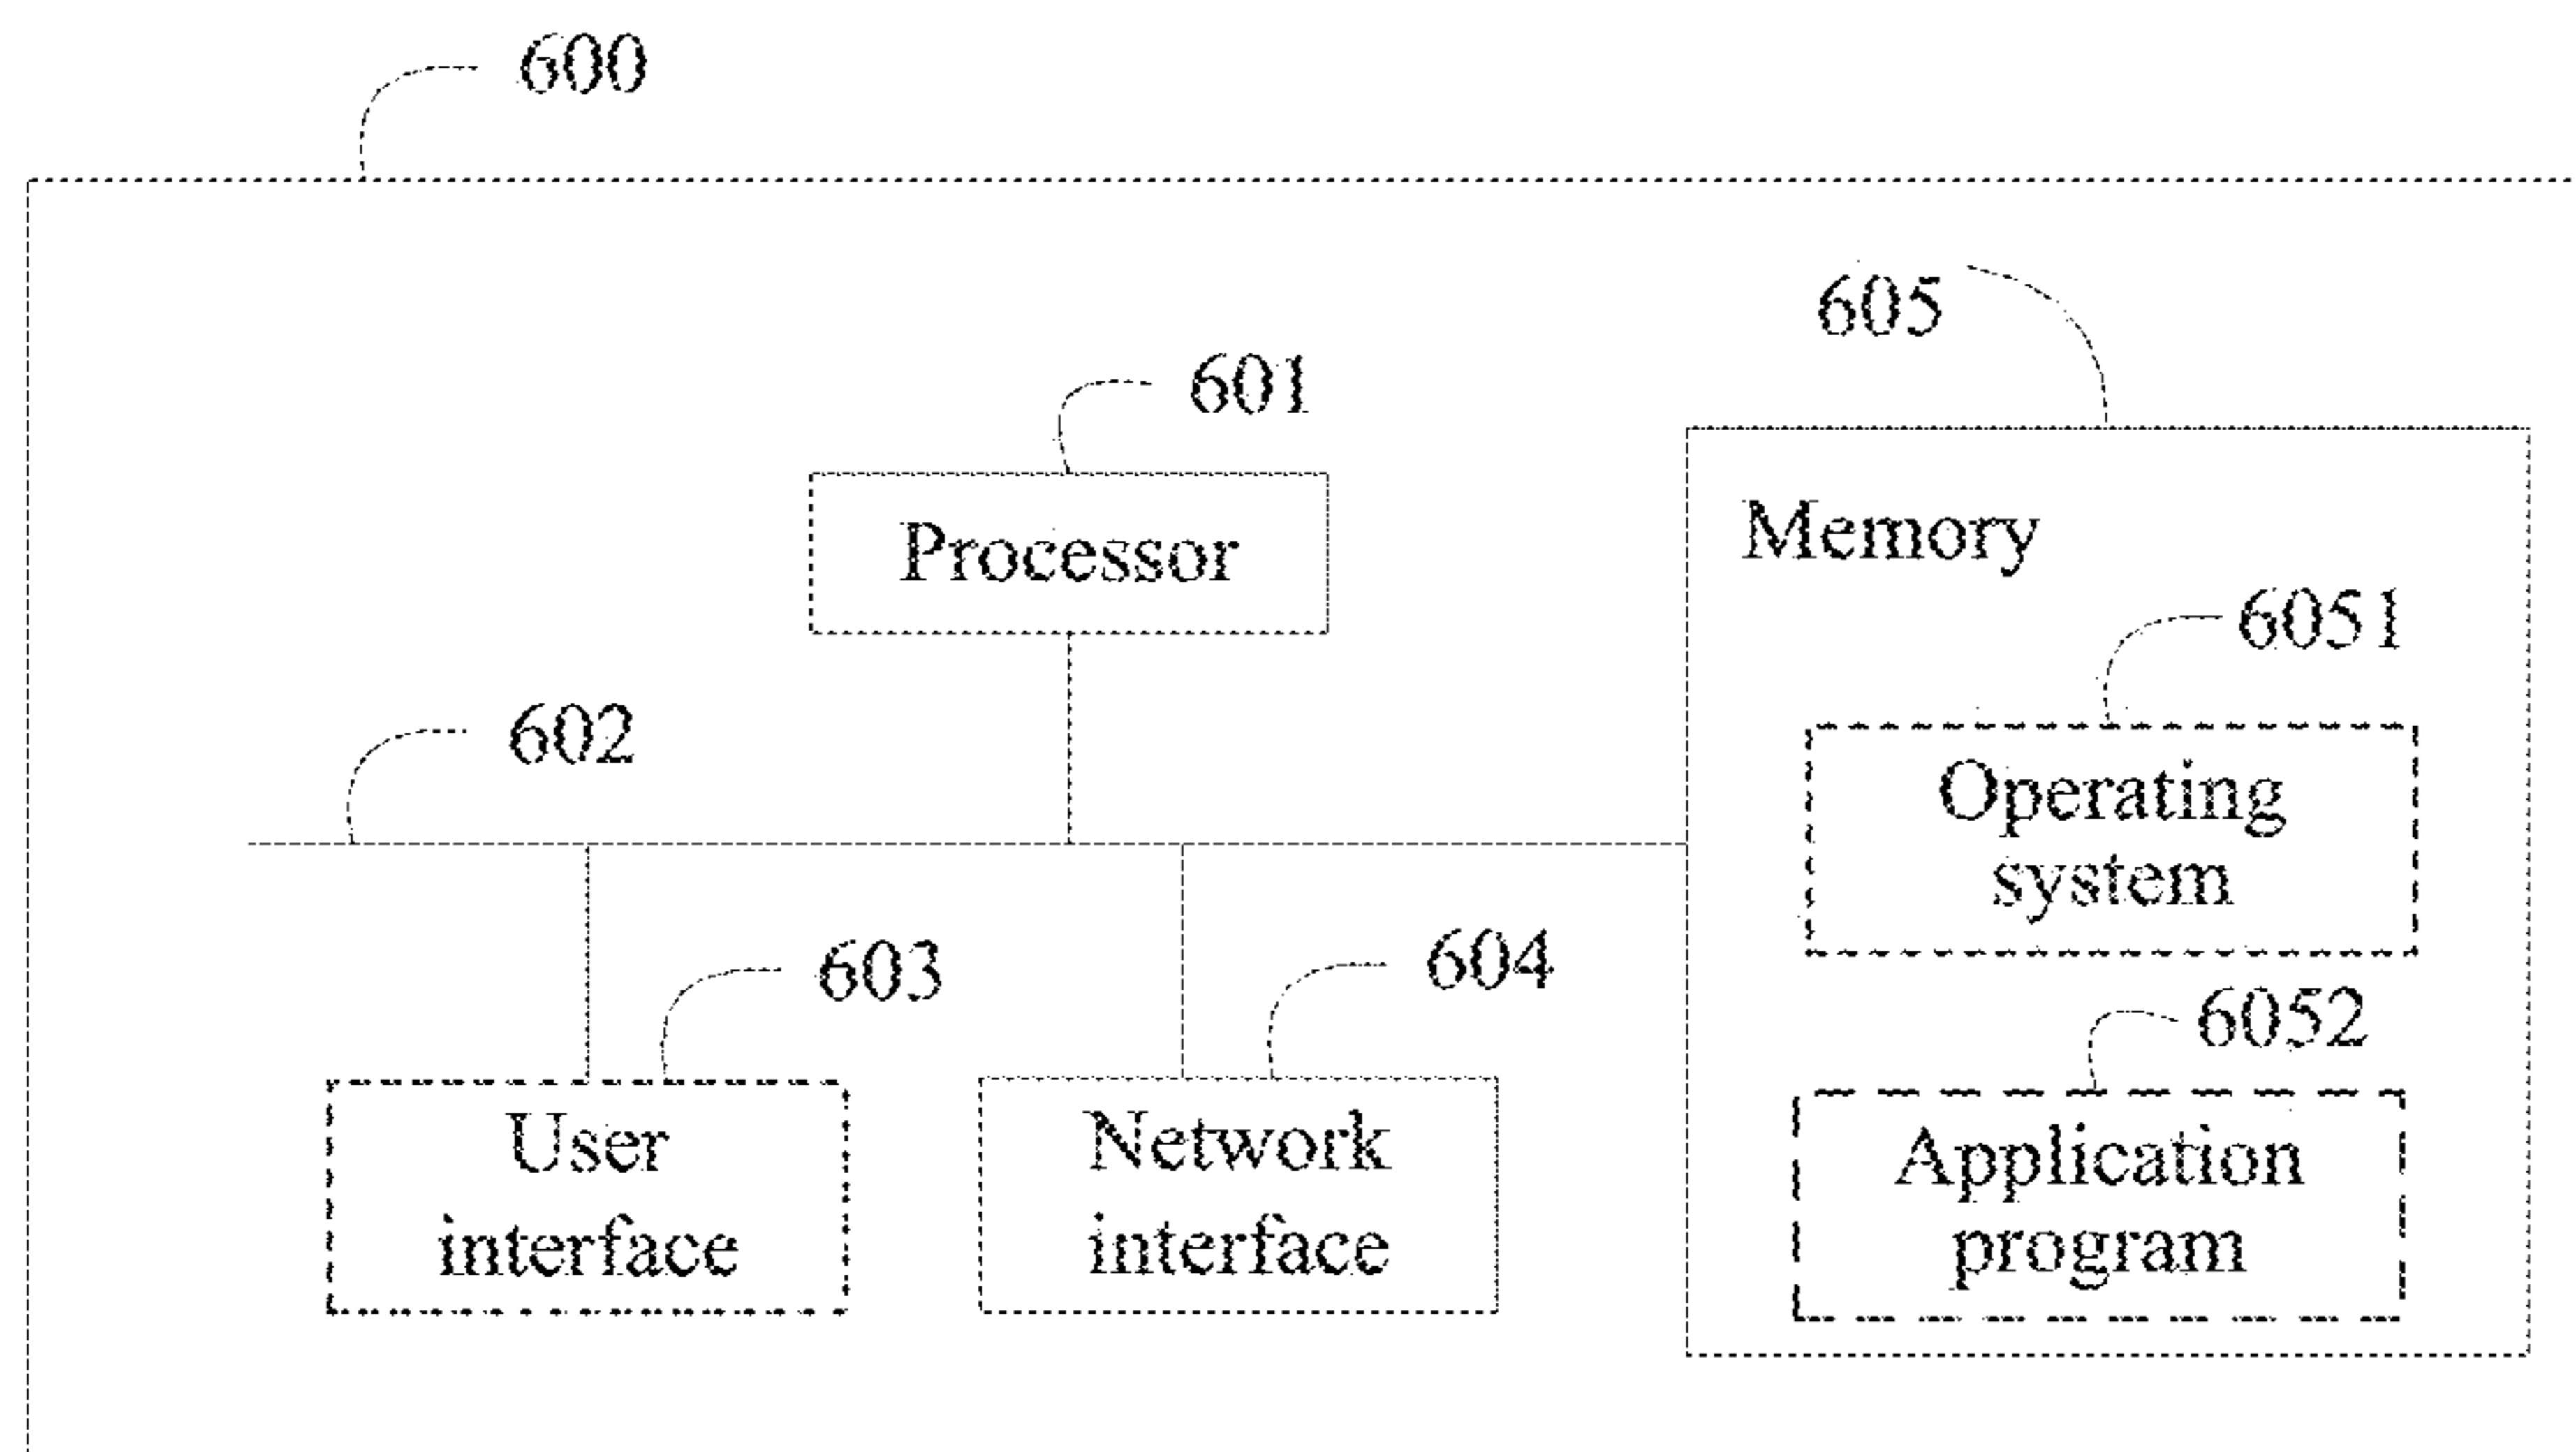 600
605
601
Processor
Memory
6051
602
Operating
system
603
604
6052
User
interface
Network
interface
Application
program